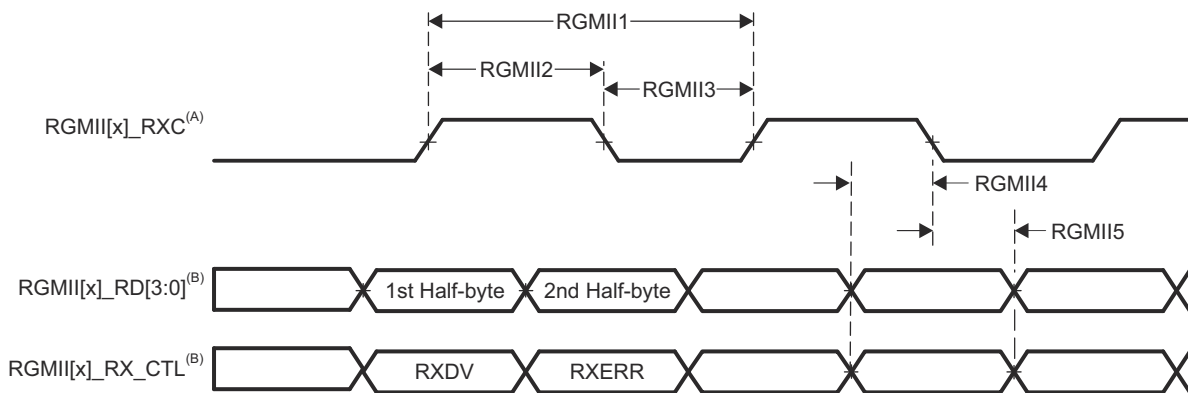 RGMII1
RGMII2
RGMII3
RGMII[x]_RXC(A)
RGMII4
RGMII5
RGMII[x]_RD[3:0](B)
1st Half-byte
2nd Half-byte
RGMII[x]_RX_CTL(B)
RXDV
RXERR